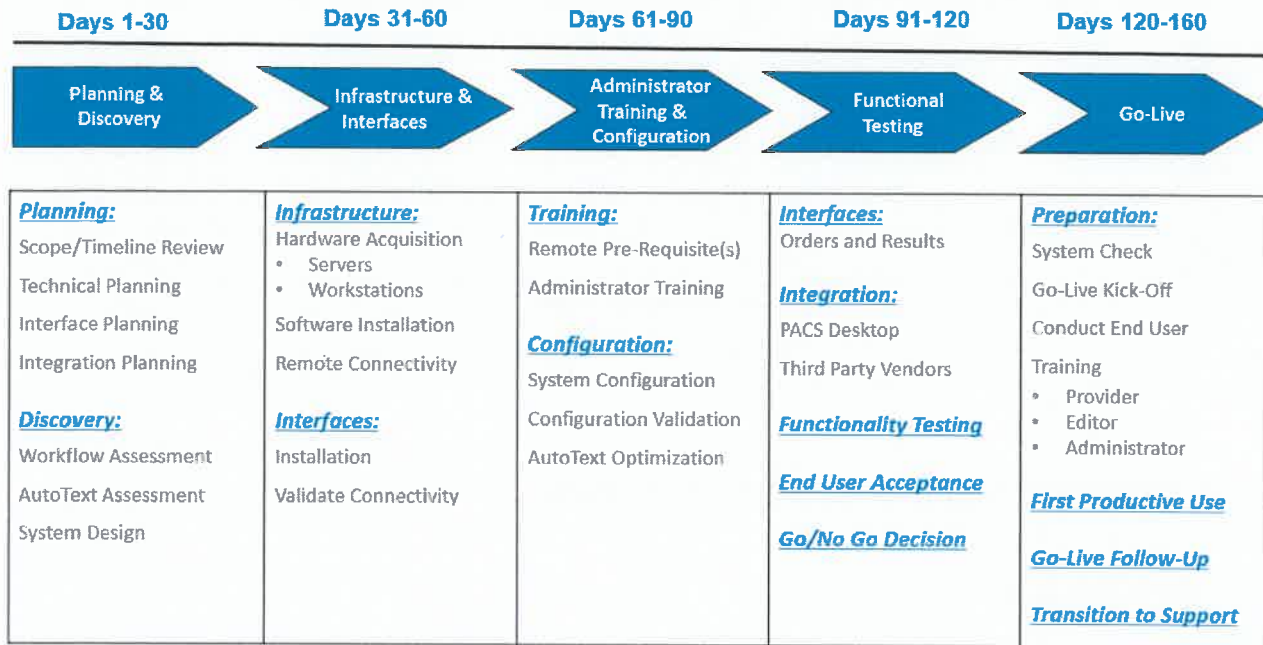 Days 1-30
Days 31-60
Days 61-90
Days 91-120
Days 120-160
Planning &
Discovery
Infrastructure &
Interfaces
Administrator
Training &
Configuration
Functional
Testing
Go-Live
Planning:
Scope/Timeline Review
Technical Planning
Interface Planning
Integration Planning
Discovery:
Workflow Assessment
AutoText Assessment
System Design
Infrastructure:
Hardware Acquisition
• Servers
• Workstations
Software Installation
Remote Connectivity
Interfaces:
Installation
Validate Connectivity
Training:
Remote Pre-Requisite(s)
Administrator Training
Configuration:
System Configuration
Configuration Validation
AutoText Optimization
Interfaces:
Orders and Results
Integration:
PACS Desktop
Third Party Vendors
Functionality Testing
End User Acceptance
Go/No Go Decision
Preparation:
System Check
Go-Live Kick-Off
Conduct End User
Training
• Provider
• Editor
• Administrator
First Productive Use
Go-Live Follow-Up
Transition to Support